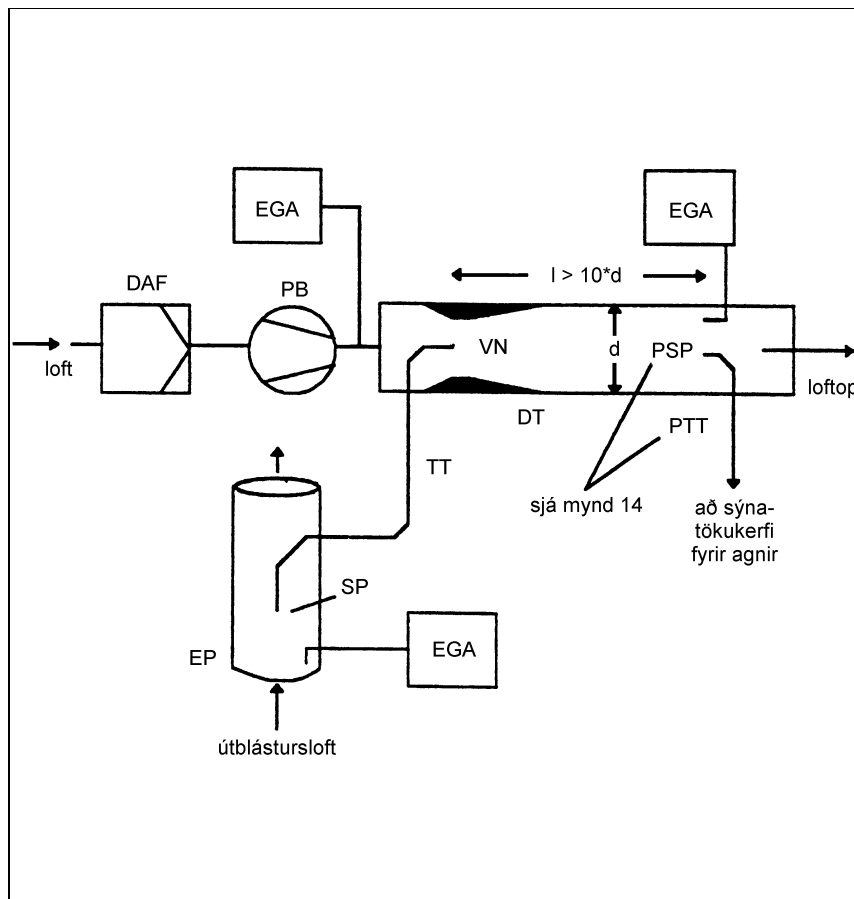 EGA
EGA
DAF
PB
l > 10*d
loft
VN
d
PSP
loftop
DT
PTT
TT
sjá mynd 14
að sýna-
tökukerfi
fyrir agnir
SP
EP
EGA
útblástursloft